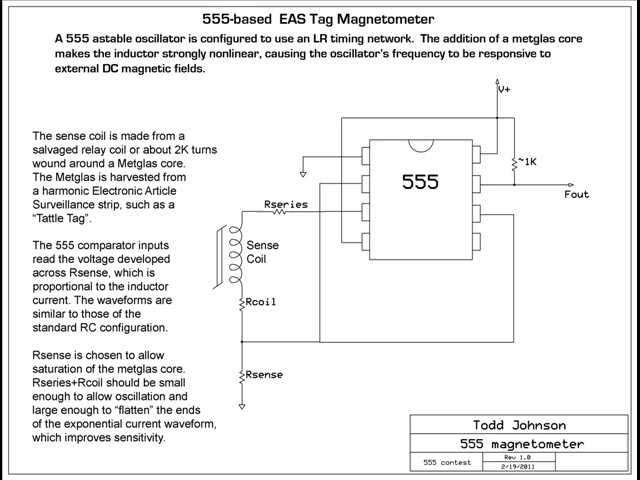 555-based EAS Tag Magnetometer
A 555 astable oscillator is configured to use an LR timing network. The addition of a metglas core
makes the inductor strongly nonlinear, causing the oscillator's frequency to be responsive to
external DC magnetic fields.
V+
The sense coil is made from a
salvaged relay coil or about 2K turns
wound around a Metglas core.
The Metglas is harvested from
a harmonic Electronic Article
Surveillance strip, such as a
"Tattle Tag".
~1K
555
Fout
Rseries
Sense
Coil
The 555 comparator inputs
read the voltage developed
across Rsense, which is
proportional to the inductor
current. The waveforms are
similar to those of the
standard RC configuration.
Rcoil
Rsense is chosen to allow
saturation of the metglas core.
Rseries+Rcoil should be small
enough to allow oscillation and
large enough to "flatten" the ends
of the exponential current waveform,
which improves sensitivity.
Rsense
Todd Johnson
555 magnetometer
555 contest
Rev 1.0
2/19/2011